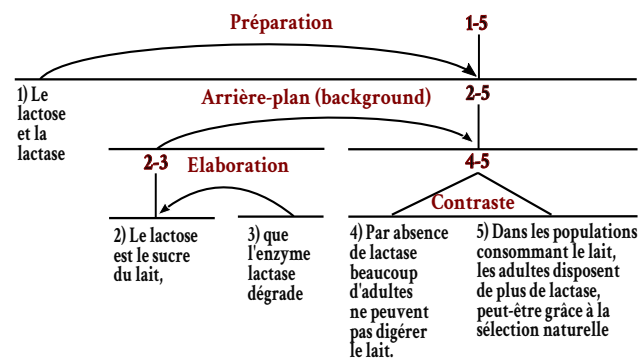 Préparation
1-5
1) Le
lactose
et la
lactase
Arrière-plan (background)
2-5
2-3
Elaboration
4-5
Contraste
2) Le lactose
est le sucre
du lait,
3) que
l'enzyme
lactase
dégrade
4) Par absence
de lactase
beaucoup
d'adultes
ne peuvent
pas digérer
le lait.
5) Dans les populations
consommant le lait,
les adultes disposent
de plus de lactase,
peut-être grâce à la
sélection naturelle